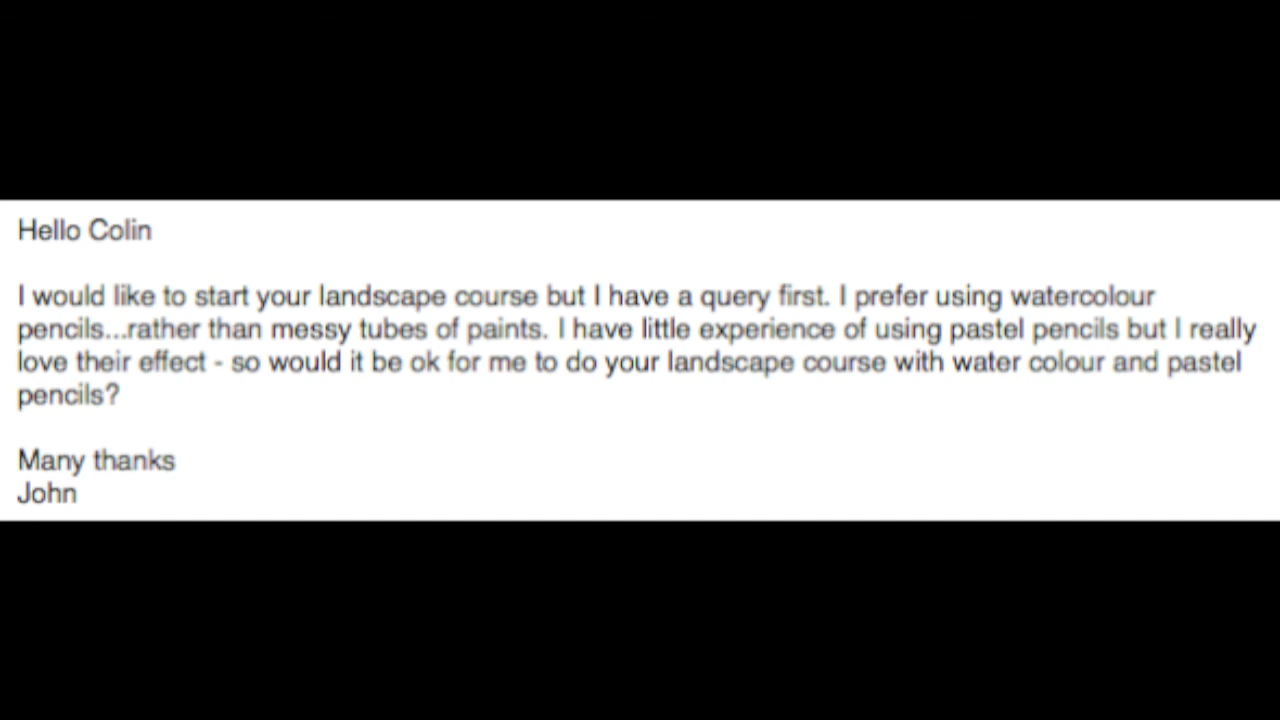 Hello Colin
I would like to start your landscape course but I have a query first. I prefer using watercolour
pencils...rather than messy tubes of paints. I have little experience of using pastel pencils but I really
love their effect - so would it be ok for me to do your landscape course with water colour and pastel
pencils?
Many thanks
John